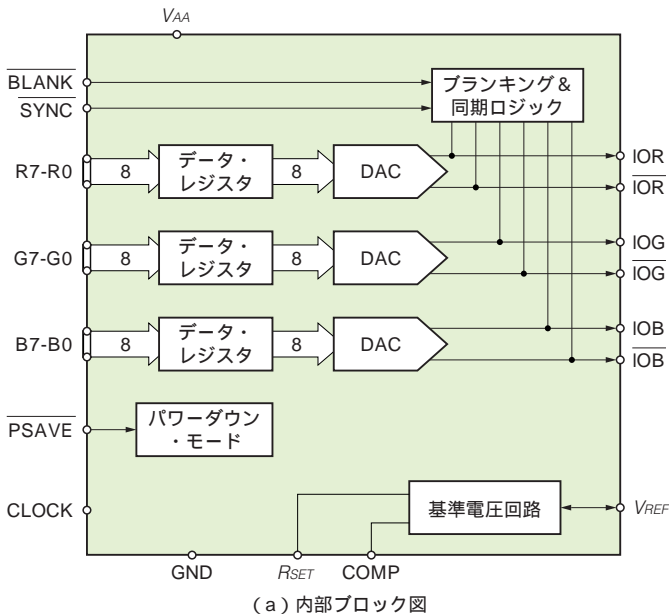 VAA
BLANK
SYNC
ブランキング&
同期ロジック
R7-R0
8
データ・
レジスタ
8
DAC
IOR
IOR
G7-G0
8
データ・
レジスタ
8
DAC
IOG
IOG
B7-B0
8
データ・
レジスタ
8
DAC
IOB
IOB
PSAVE
パワーダウン
・モード
CLOCK
基準電圧回路
VREF
GND
RSET
COMP
(a)内部ブロック図